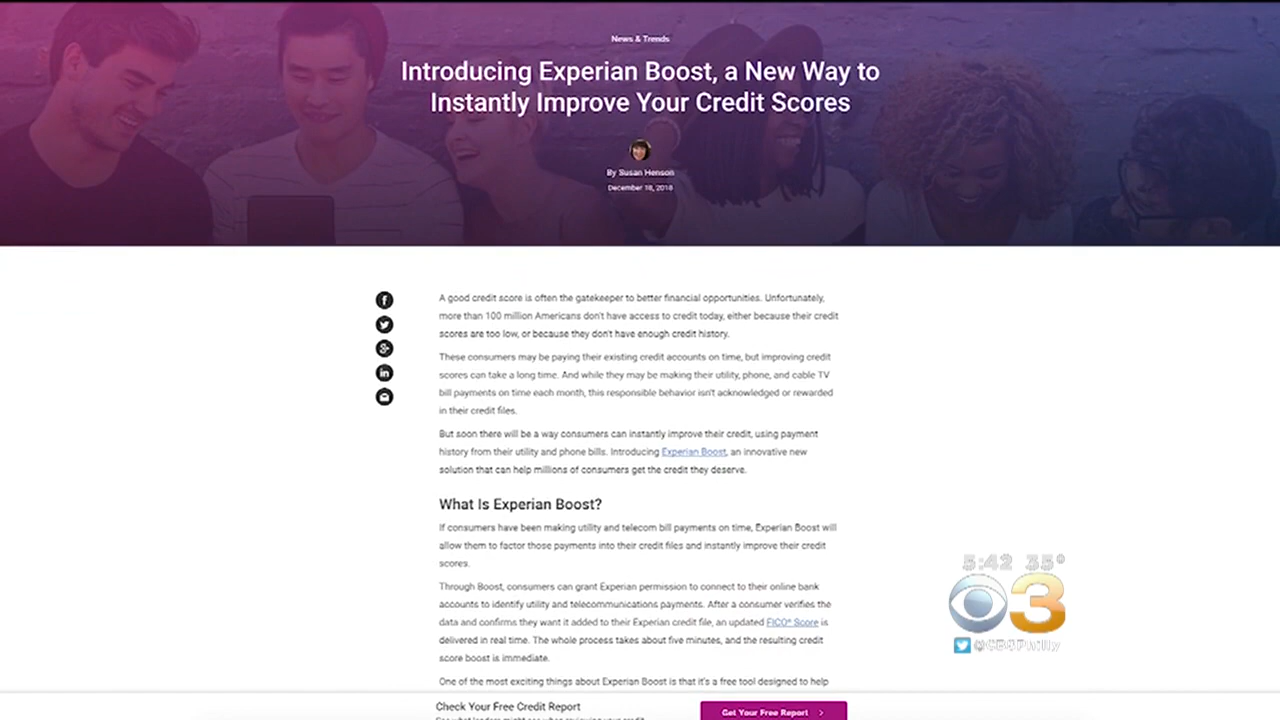 News & Trends
Introducing Experian Boost, a New Way to
Instantly Improve Your Credit Scores
By Susan Henson
December 18, 2018
A good credit score is often the gatekeeper to better financial opportunities. Unfortunately,
more than 100 million Americans don't have access to credit today, either because their credit
scores are too low, or because they don't have enough credit history.
These consumers may be paying their existing credit accounts on time, but improving credit
scores can take a long time. And while they may be making their utility, phone, and cable TV
bill payments on time each month, this responsible behavior isn't acknowledged or rewarded
in their credit files.
But soon there will be a way consumers can instantly improve their credit, using payment
history from their utility and phone bills. Introducing Experian Boost, an innovative new
solution that can help millions of consumers get the credit they deserve.
What Is Experian Boost?
If consumers have been making utility and telecom bill payments on time, Experian Boost will
allow them to factor those payments into their credit files and instantly improve their credit
scores.
Through Boost, consumers can grant Experian permission to connect to their online bank
accounts to identify utility and telecommunications payments. After a consumer verifies the
data and confirms they want it added to their Experian credit file, an updated FICO® Score is
delivered in real time. The whole process takes about five minutes, and the resulting credit
score boost is immediate.
One of the most exciting things about Experian Boost is that it's a free tool designed to help
5:42 35°
3
@CBSPhilly
Check Your Free Credit Report
See what lenders might see when reviewing your credit
Get Your Free Report >